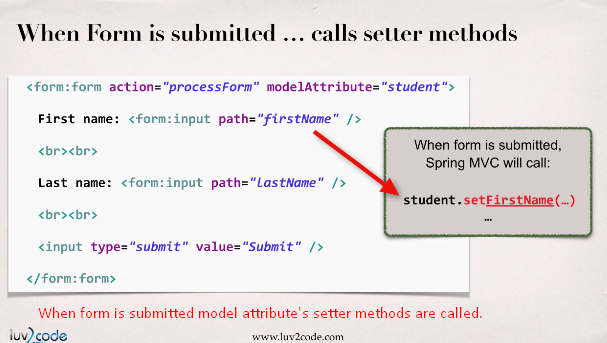 When Form is submitted … calls setter methods
<form:form action="processForm" modelAttribute="student">
First name: <form:input path="firstName" />
<br><br>
Last name: <form:input path="lastName" />
<br><br>
<input type="submit" value="Submit" />
</form:form>
When form is submitted,
Spring MVC will call:
student.setFirstName(…)
…
When form is submitted model attribute's setter methods are called.
luv2code
www.luv2code.com